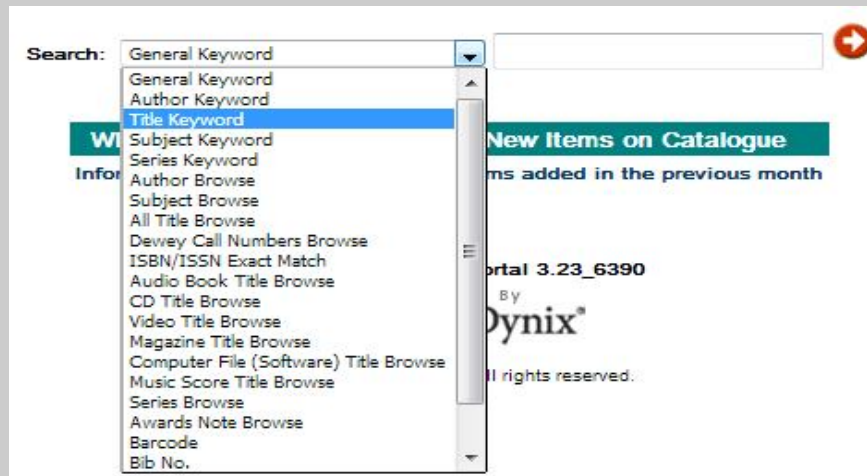 Search: General Keyword
General Keyword
Author Keyword
Title Keyword
Subject Keyword
Series Keyword
Author Browse
Subject Browse
All Title Browse
Dewey Call Numbers Browse
ISBN/ISSN Exact Match
Audio Book Title Browse
CD Title Browse
Video Title Browse
Magazine Title Browse
Computer File (Software) Title Browse
Music Score Title Browse
Series Browse
Awards Note Browse
Barcode
Bib No.
New Items on Catalogue
added in the previous month
3.23_6390
By
Dynix®
rights reserved.